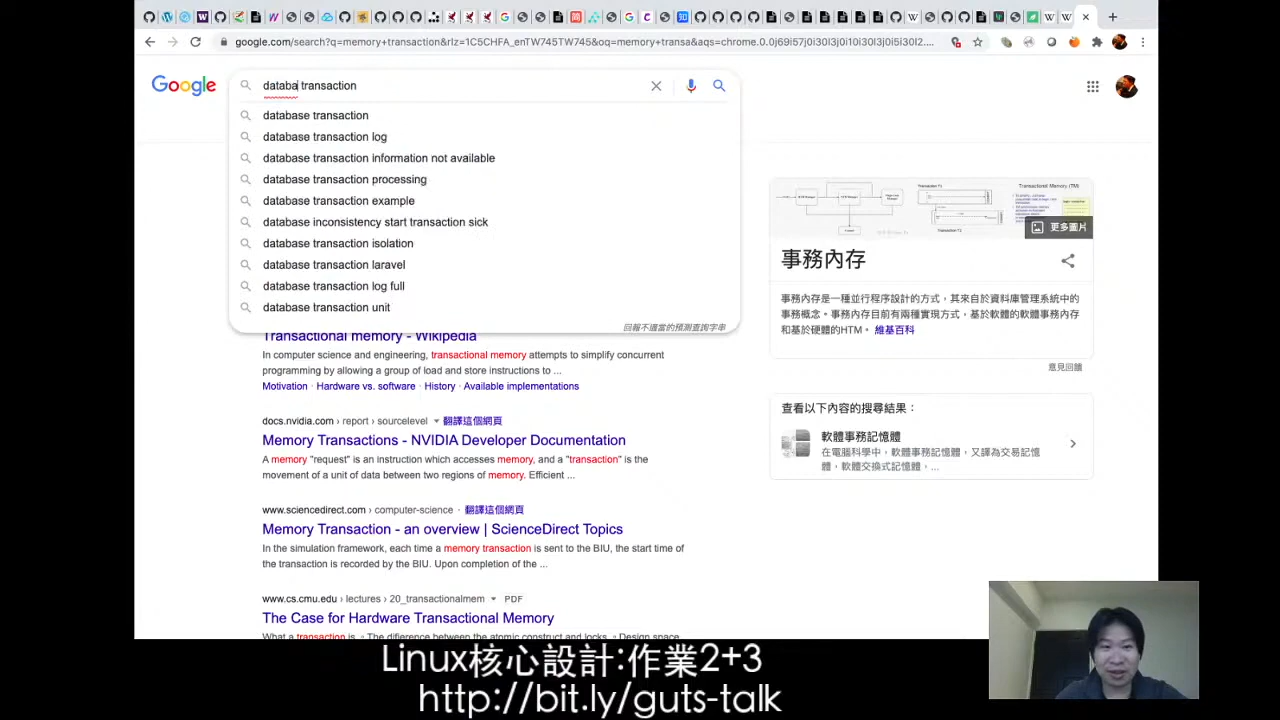 google.com/search?q=memory+transaction&rlz=1C5CHFA_enTW745TW745&oq=memory+transa&aqs=chrome.0.0j69i57j0i30l3j0i10i30l3j0i5i30l2....
Google
databa transaction
database transaction
database transaction log
database transaction information not available
database transaction processing
database transaction example
database inconsistency start transaction sick
database transaction isolation
database transaction laravel
database transaction log full
database transaction unit
回報不適當的預測查詢字串
Transactional memory - Wikipedia
In computer science and engineering, transactional memory attempts to simplify concurrent
programming by allowing a group of load and store instructions to ...
Motivation · Hardware vs. software · History · Available implementations
docs.nvidia.com › report › sourcelevel 翻譯這個網頁
Memory Transactions - NVIDIA Developer Documentation
A memory "request" is an instruction which accesses memory, and a "transaction" is the
movement of a unit of data between two regions of memory. Efficient ...
www.sciencedirect.com › computer-science · 翻譯這個網頁
Memory Transaction - an overview | ScienceDirect Topics
In the simulation framework, each time a memory transaction is sent to the BIU, the start time of
the transaction is recorded by the BIU. Upon completion of the ...
www.cs.cmu.edu › lectures › 20_transactionalmem PDF
The Case for Hardware Transactional Memory
What a transaction is. • The difference between the atomic construct and locks. • Design space
Transactional Memory (TM)
更多圖片
事務內存
事務內存是一種並行程序設計的方式，其來自於資料庫管理系統中的
事務概念。事務內存目前有兩種實現方式，基於軟體的軟體事務內存
和基於硬體的HTM。 維基百科
意見回饋
查看以下內容的搜尋結果：
軟體事務記憶體
在電腦科學中，軟體事務記憶體，又譯為交易記憶
體，軟體交換式記憶體，...
Linux核心設計:作業2+3
http://bit.ly/guts-talk